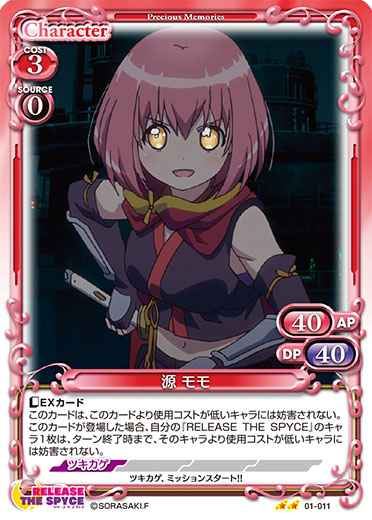 Precious Memories
Character
COST
3
SOURCE
0
40 AP
DP 40
源 モモ
EXカード
このカードは、このカードより使用コストが低いキャラには妨害されない。
このカードが登場した場合、自分の『RELEASE THE SPYCE』のキャ
ラ1枚は、ターン終了時まで、そのキャラより使用コストが低いキャラに
は妨害されない。
ツキカゲ
ツキカゲ、ミッションスタート!!
RELEASE
THE SPYCE
©SORASAKI.F
01-011